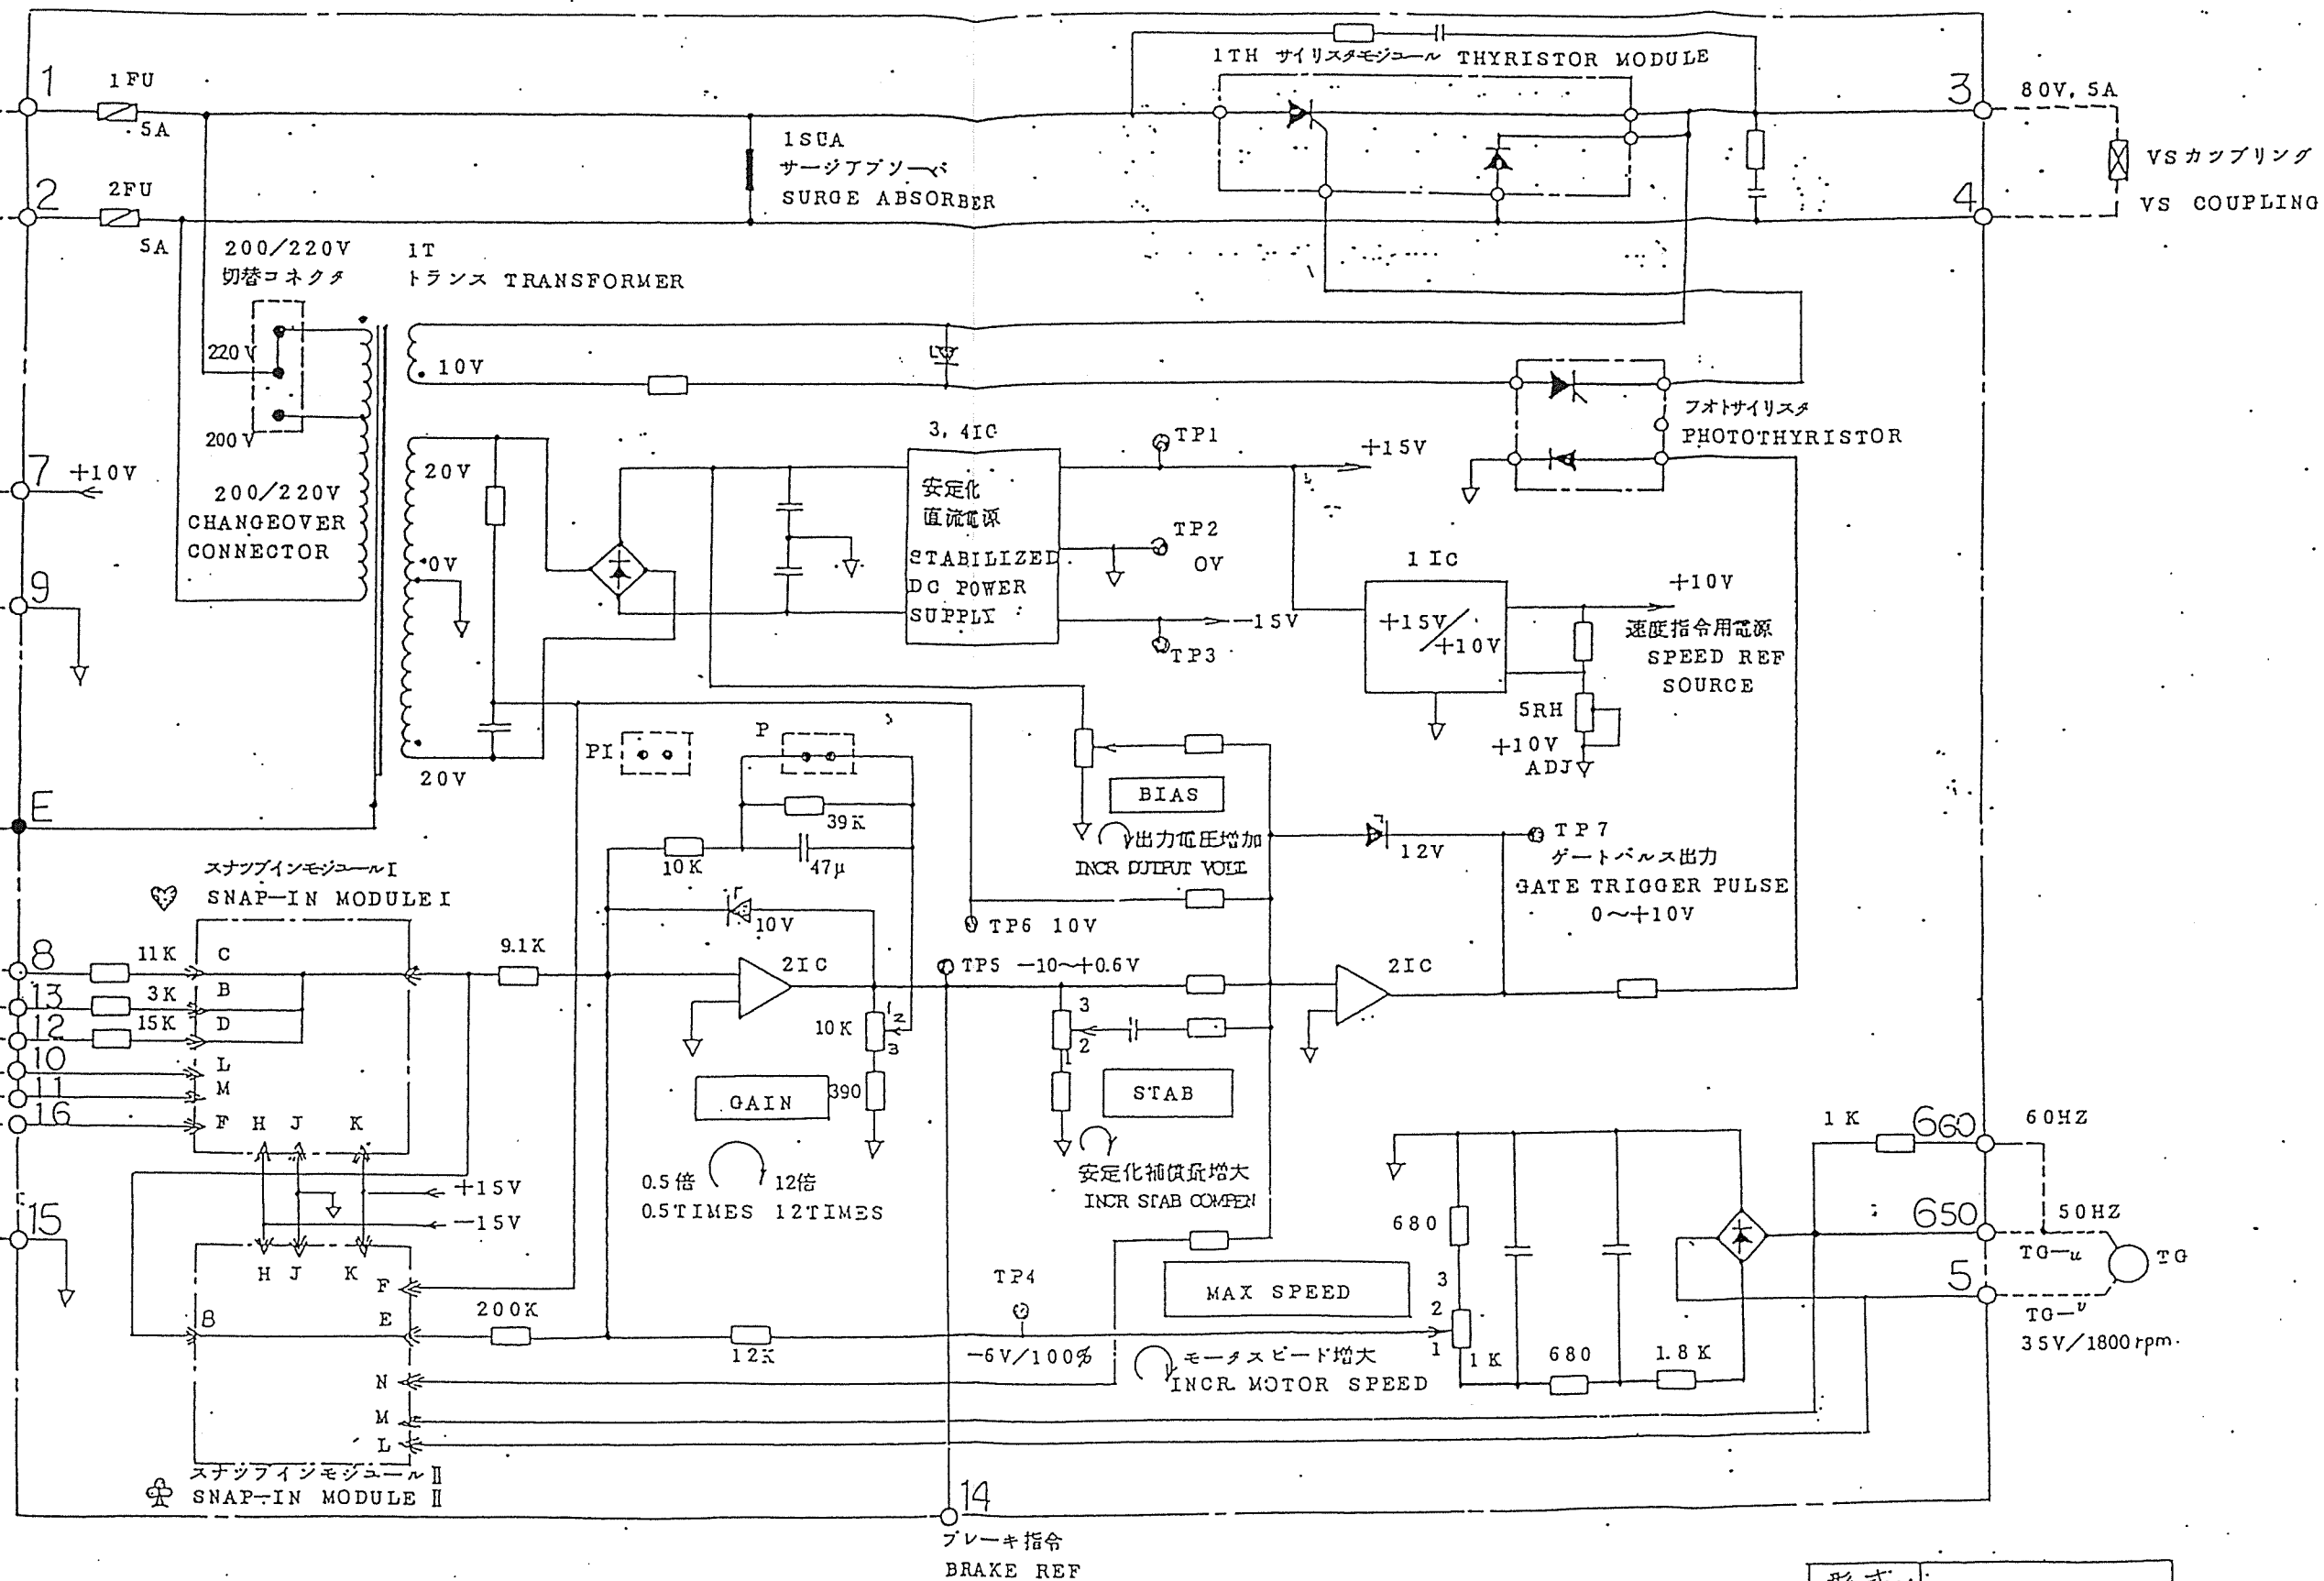 1TH サイリスタモジュール THYRISTOR MODULE
1
1FU
5A
3
80V, 5A
1SUA
サージアブソーバ
SURGE ABSORBER
VSカップリング
VS COUPLING
2
2FU
5A
4
200/220V
切替コネクタ
1T
トランス TRANSFORMER
220V
10V
200V
フオトサイリスタ
PHOTOTHYRISTOR
3, 4IC
TP1
+15V
7
+10V
20V
安定化
直流電源
STABILIZED
DC POWER
SUPPLY
200/220V
CHANGEOVER
CONNECTOR
TP2
0V
0V
1IC
+15V/+10V
+10V
速度指令用電源
SPEED REF
SOURCE
9
-15V
TP3
5RH
+10V
ADJ
PI
P
20V
BIAS
E
39K
出力電圧増加
INCR OUTPUT VOLT
12V
TP7
ゲートパルス出力
GATE TRIGGER PULSE
0～+10V
10K
47μ
スナップインモジュールI
SNAP-IN MODULE I
10V
TP6 10V
8
11K
C
9.1K
2IC
TP5 -10～+0.6V
2IC
13
3K
B
12
15K
D
10K
1
2
3
3
2
1
10
L
11
M
16
F
H
J
K
GAIN
390
STAB
1K
660
60HZ
0.5倍
12倍
0.5TIMES 12TIMES
安定化補償量増大
INCR STAB COMPEN
+15V
-15V
15
680
650
50HZ
TG-u
TG
H
J
K
F
TP4
MAX SPEED
3
2
1
5
TG-v
35V/1800rpm.
B
E
200K
12K
-6V/100%
モータスピード増大
INCR. MOTOR SPEED
1K
680
1.8K
N
M
L
スナップインモジュールII
SNAP-IN MODULE II
14
ブレーキ指令
BRAKE REF
形式